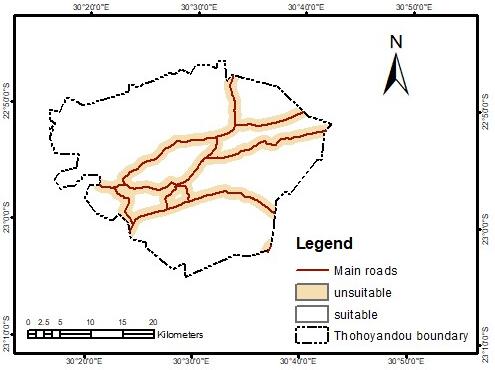 30°20'0"E 30°30'0"E 30°40'0"E 30°50'0"E
N
22°50'0"S 22°50'0"S
23°0'0"S 23°0'0"S
Legend
Main roads
unsuitable
suitable
Thohoyandou boundary
0 2.5 5 10 15 20
Kilometers
23°10'0"S 23°10'0"S
30°20'0"E 30°30'0"E 30°40'0"E 30°50'0"E